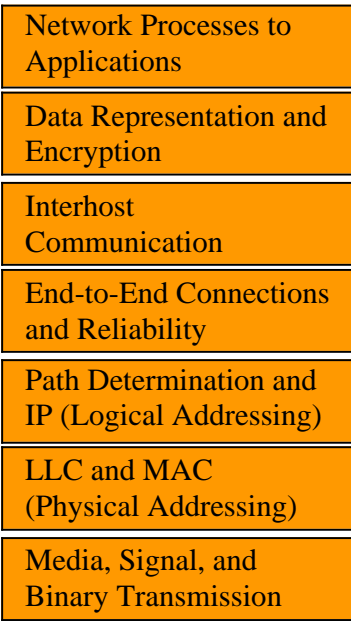 Network Processes to
Applications
Data Representation and
Encryption
Interhost
Communication
End-to-End Connections
and Reliability
Path Determination and
IP (Logical Addressing)
LLC and MAC
(Physical Addressing)
Media, Signal, and
Binary Transmission